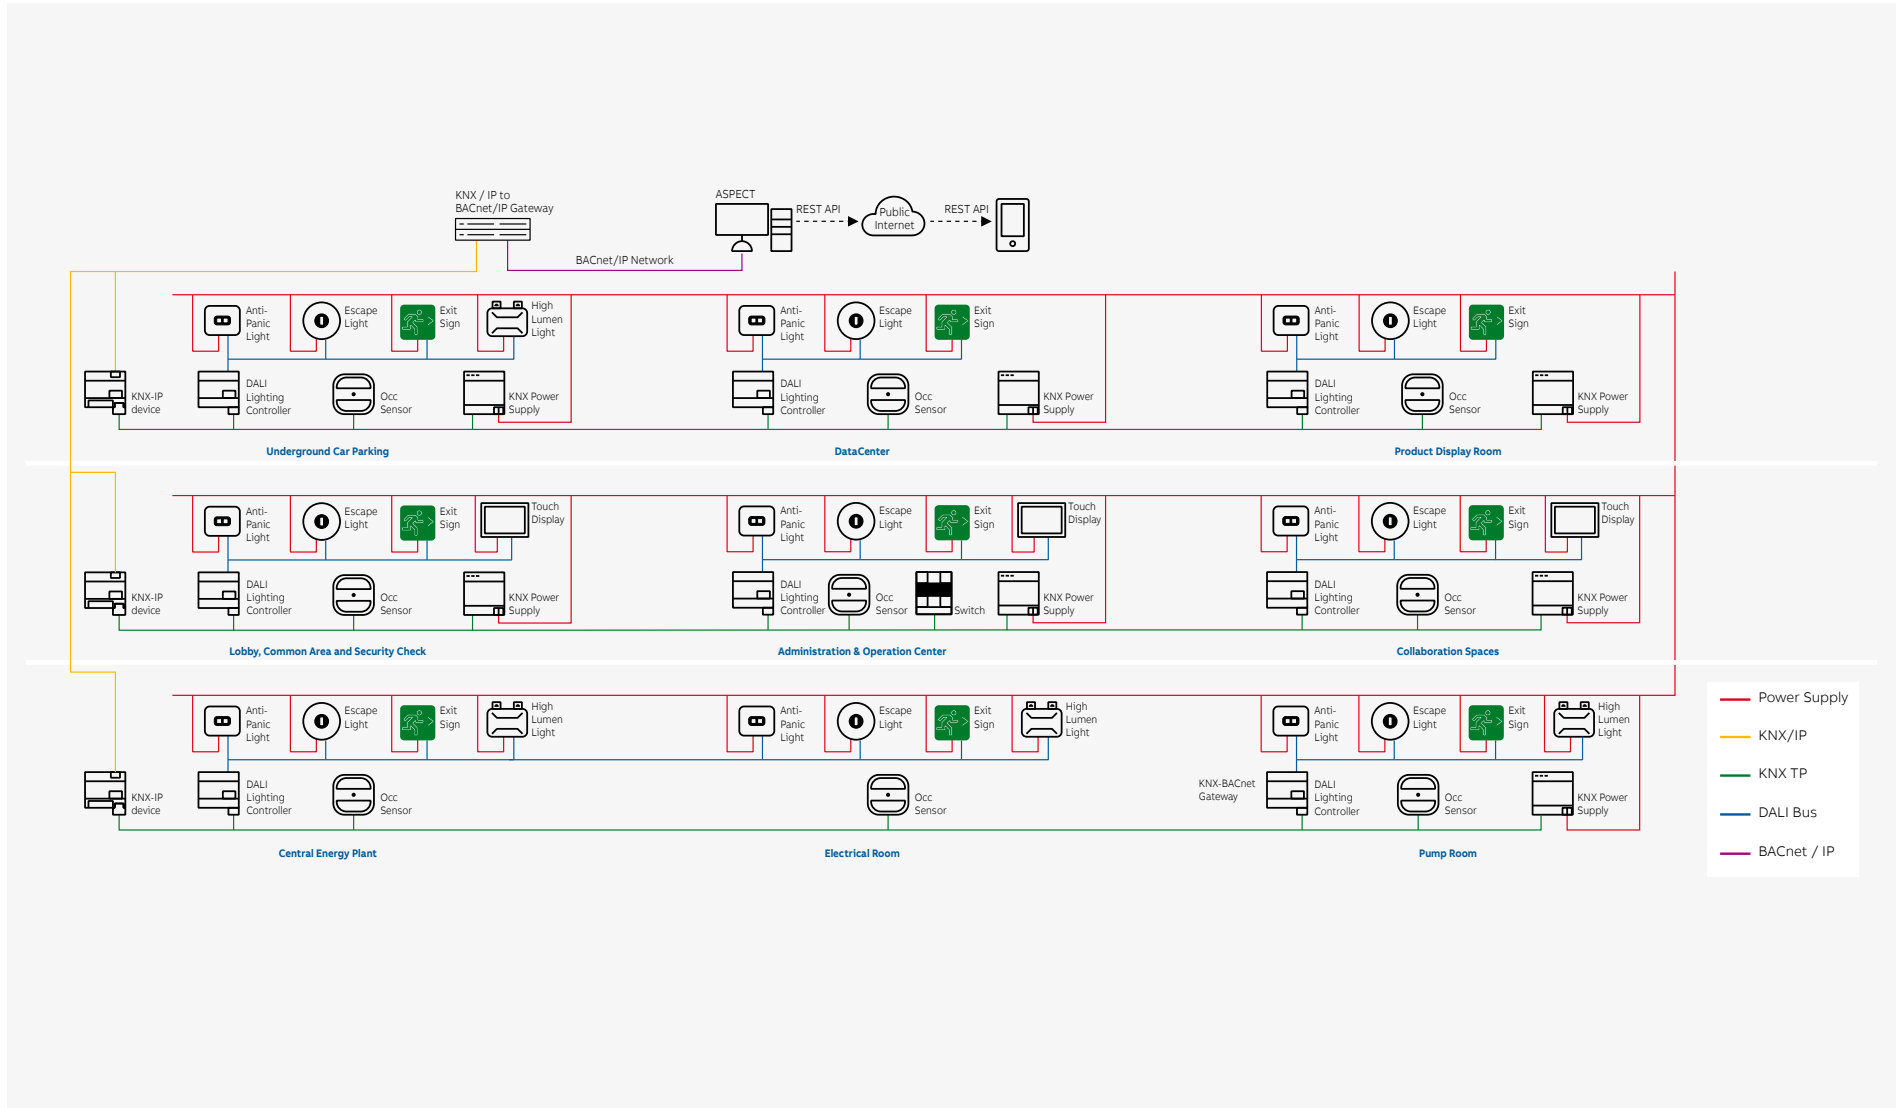 KNX / IP to
BACnet/IP Gateway
ASPECT
REST API
Public
Internet
REST API
BACnet/IP Network
Anti-
Panic
Light
Escape
Light
Exit
Sign
High
Lumen
Light
Anti-
Panic
Light
Escape
Light
Exit
Sign
Anti-
Panic
Light
Escape
Light
Exit
Sign
KNX-IP
device
DALI
Lighting
Controller
Occ
Sensor
KNX Power
Supply
DALI
Lighting
Controller
Occ
Sensor
KNX Power
Supply
DALI
Lighting
Controller
Occ
Sensor
KNX Power
Supply
Underground Car Parking
DataCenter
Product Display Room
Anti-
Panic
Light
Escape
Light
Exit
Sign
Touch
Display
Anti-
Panic
Light
Escape
Light
Exit
Sign
Touch
Display
Anti-
Panic
Light
Escape
Light
Exit
Sign
Touch
Display
KNX-IP
device
DALI
Lighting
Controller
Occ
Sensor
KNX Power
Supply
DALI
Lighting
Controller
Occ
Sensor
Switch
KNX Power
Supply
DALI
Lighting
Controller
Occ
Sensor
KNX Power
Supply
Lobby, Common Area and Security Check
Administration & Operation Center
Collaboration Spaces
Anti-
Panic
Light
Escape
Light
Exit
Sign
High
Lumen
Light
Anti-
Panic
Light
Escape
Light
Exit
Sign
High
Lumen
Light
Anti-
Panic
Light
Escape
Light
Exit
Sign
High
Lumen
Light
KNX-IP
device
DALI
Lighting
Controller
Occ
Sensor
Occ
Sensor
KNX-BACnet
Gateway
DALI
Lighting
Controller
Occ
Sensor
KNX Power
Supply
Central Energy Plant
Electrical Room
Pump Room
Power Supply
KNX/IP
KNX TP
DALI Bus
BACnet / IP